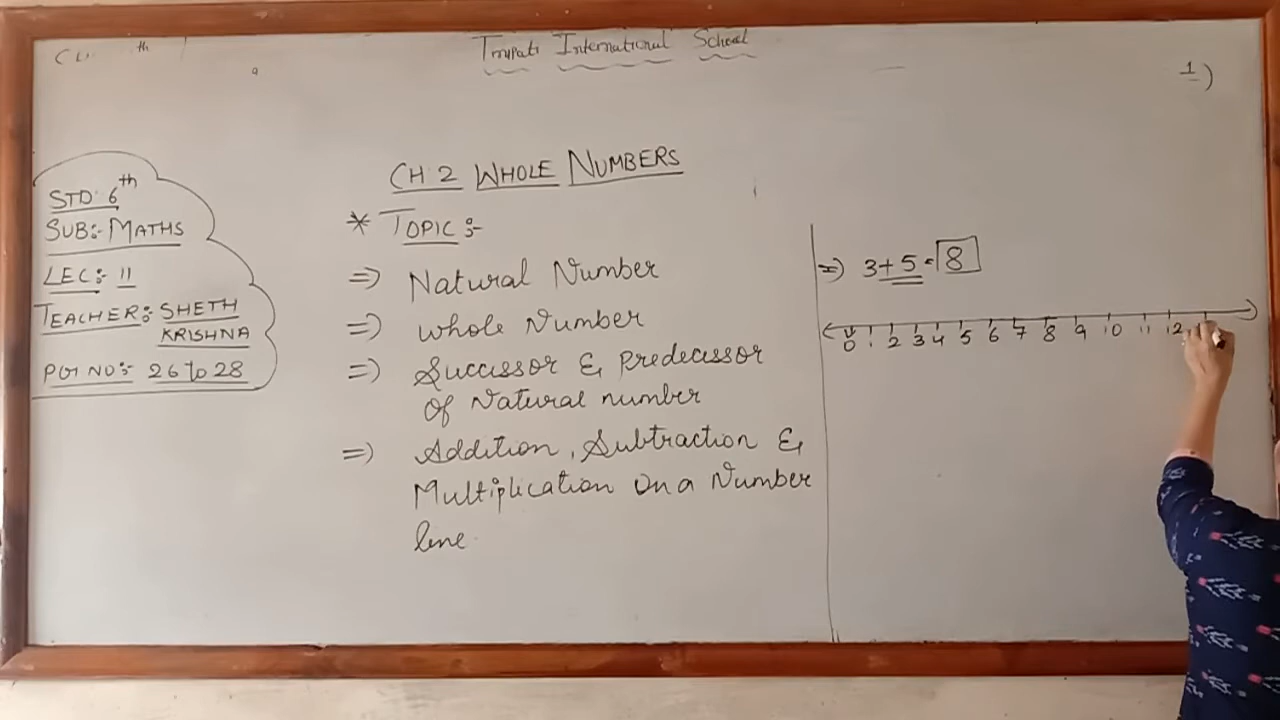 International School
1)
STD: 6th
SUB:- MATHS
LEC:- 11
TEACHER:- SHETH
KRISHNA
PG NO:- 26 to 28
CH 2 WHOLE NUMBERS
* TOPIC :-
=> Natural Number
=> Whole Number
=> Successor & Predecessor
Of Natural number
=> Addition, Subtraction &
Multiplication On a Number
line
=> 3+5=8
0 1 2 3 4 5 6 7 8 9 10 11 12